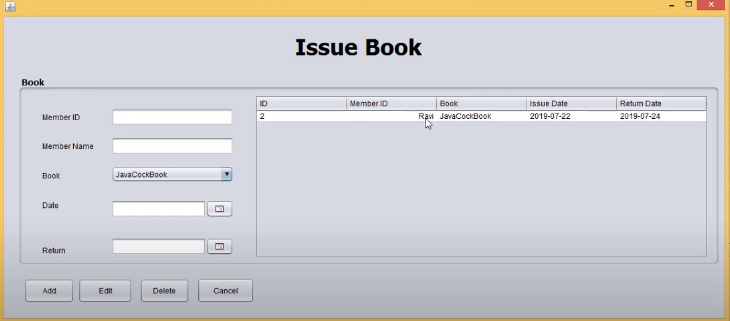 Issue Book
Book
Member ID
Member Name
Book JavaCockBook
Date
Return
ID Member ID Book Issue Date Return Date
2 Ravi JavaCockBook 2019-07-22 2019-07-24
Add Edit Delete Cancel